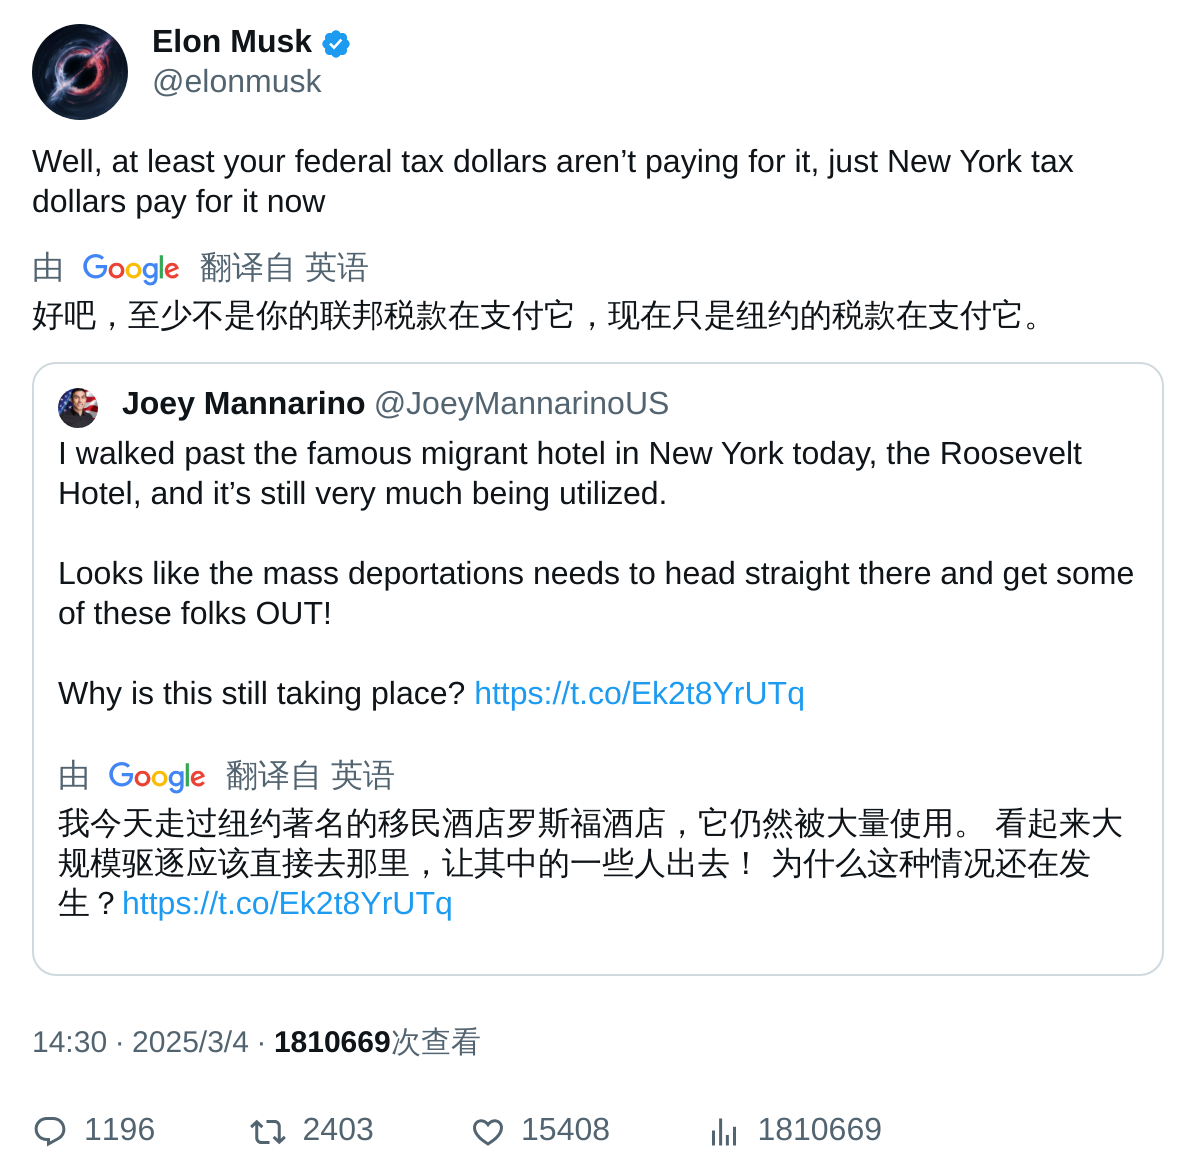 Elon Musk
@elonmusk
Well, at least your federal tax dollars aren’t paying for it, just New York tax
dollars pay for it now
由 Google 翻译自 英语
好吧，至少不是你的联邦税款在支付它，现在只是纽约的税款在支付它。
Joey Mannarino @JoeyMannarinoUS
I walked past the famous migrant hotel in New York today, the Roosevelt
Hotel, and it’s still very much being utilized.
Looks like the mass deportations needs to head straight there and get some
of these folks OUT!
Why is this still taking place? https://t.co/Ek2t8YrUTq
由 Google 翻译自 英语
我今天走过纽约著名的移民酒店罗斯福酒店，它仍然被大量使用。 看起来大
规模驱逐应该直接去那里，让其中的一些人出去！ 为什么这种情况还在发
生？https://t.co/Ek2t8YrUTq
14:30 · 2025/3/4 · 1810669次查看
1196 2403 15408 1810669